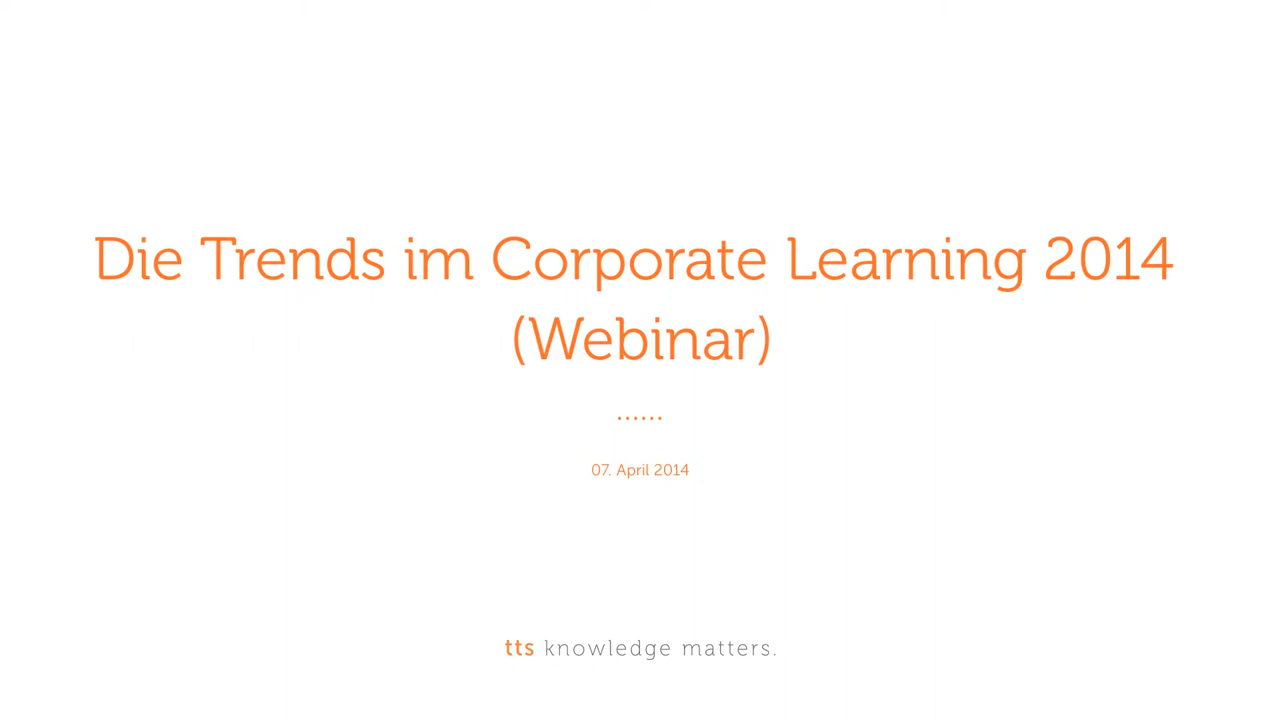 Die Trends im Corporate Learning 2014
(Webinar)
......
07. April 2014
tts knowledge matters.